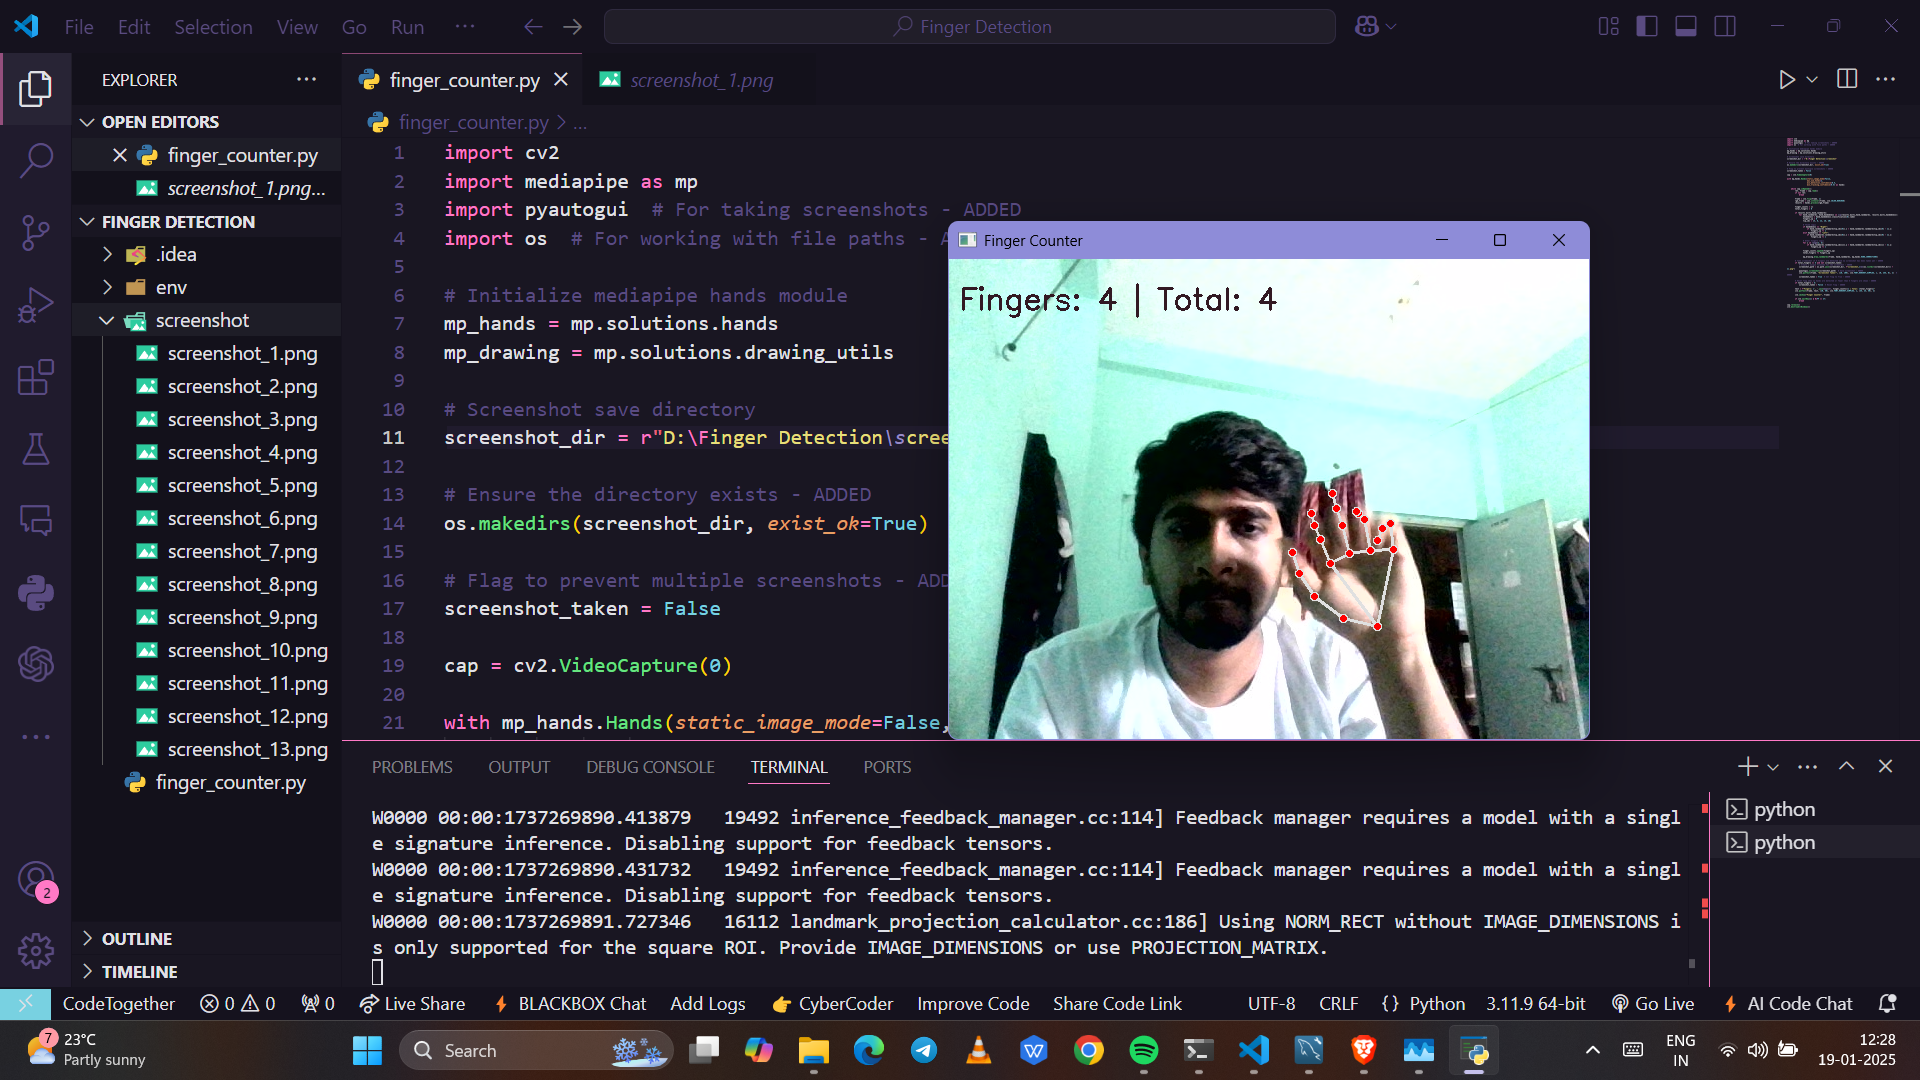 File Edit Selection View Go Run ··· Finger Detection
EXPLORER ···
OPEN EDITORS
finger_counter.py
screenshot_1.png...
FINGER DETECTION
.idea
env
screenshot
screenshot_1.png
screenshot_2.png
screenshot_3.png
screenshot_4.png
screenshot_5.png
screenshot_6.png
screenshot_7.png
screenshot_8.png
screenshot_9.png
screenshot_10.png
screenshot_11.png
screenshot_12.png
screenshot_13.png
finger_counter.py
OUTLINE
TIMELINE
2
finger_counter.py screenshot_1.png
finger_counter.py > ...
1 import cv2
2 import mediapipe as mp
3 import pyautogui # For taking screenshots - ADDED
4 import os # For working with file paths - A
5
6 # Initialize mediapipe hands module
7 mp_hands = mp.solutions.hands
8 mp_drawing = mp.solutions.drawing_utils
9
10 # Screenshot save directory
11 screenshot_dir = r"D:\Finger Detection\scree
12
13 # Ensure the directory exists - ADDED
14 os.makedirs(screenshot_dir, exist_ok=True)
15
16 # Flag to prevent multiple screenshots - ADD
17 screenshot_taken = False
18
19 cap = cv2.VideoCapture(0)
20
21 with mp_hands.Hands(static_image_mode=False,
Finger Counter
Fingers: 4 | Total: 4
PROBLEMS OUTPUT DEBUG CONSOLE TERMINAL PORTS
W0000 00:00:1737269890.413879 19492 inference_feedback_manager.cc:114] Feedback manager requires a model with a singl
e signature inference. Disabling support for feedback tensors.
W0000 00:00:1737269890.431732 19492 inference_feedback_manager.cc:114] Feedback manager requires a model with a singl
e signature inference. Disabling support for feedback tensors.
W0000 00:00:1737269891.727346 16112 landmark_projection_calculator.cc:186] Using NORM_RECT without IMAGE_DIMENSIONS i
s only supported for the square ROI. Provide IMAGE_DIMENSIONS or use PROJECTION_MATRIX.
python
python
CodeTogether 0 0 0 Live Share BLACKBOX Chat Add Logs CyberCoder Improve Code Share Code Link UTF-8 CRLF {} Python 3.11.9 64-bit Go Live AI Code Chat
7 23°C
Partly sunny
Search
ENG
IN
12:28
19-01-2025